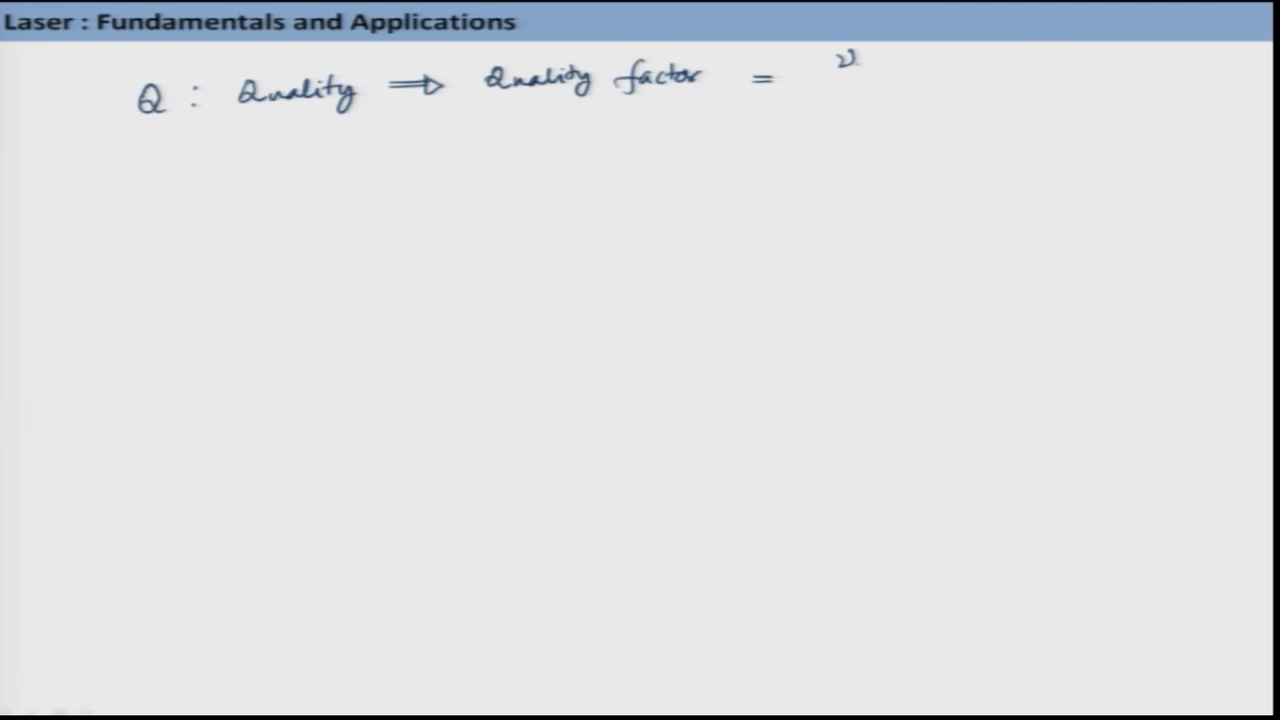 Laser : Fundamentals and Applications
Q : Quality ⇒ Quality factor = ν